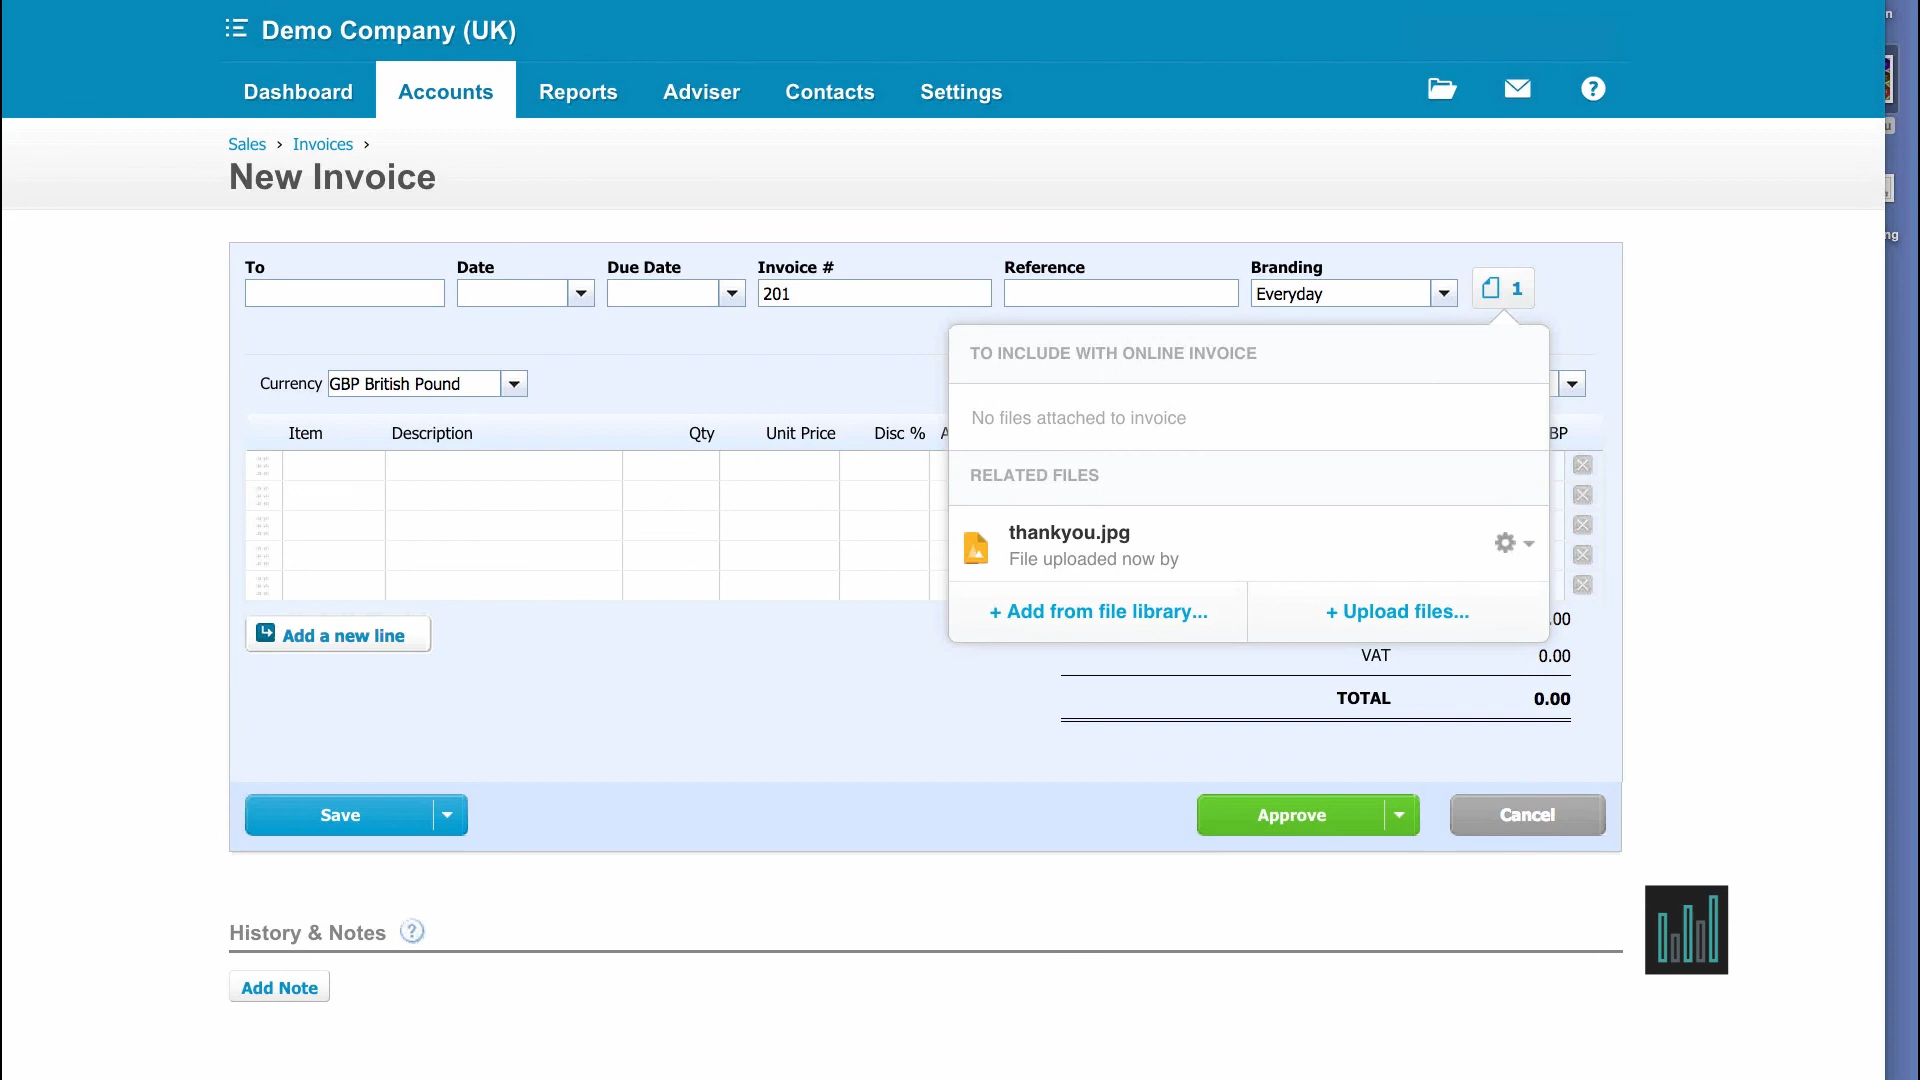 Demo Company (UK)
Dashboard Accounts Reports Adviser Contacts Settings ?
Sales › Invoices ›
New Invoice
To Date Due Date Invoice # Reference Branding
201 Everyday 1
TO INCLUDE WITH ONLINE INVOICE
Currency GBP British Pound
No files attached to invoice
Item Description Qty Unit Price Disc % A BP
RELATED FILES
thankyou.jpg
File uploaded now by
+ Add from file library... + Upload files... .00
Add a new line
VAT 0.00
TOTAL 0.00
Save Approve Cancel
History & Notes ?
Add Note